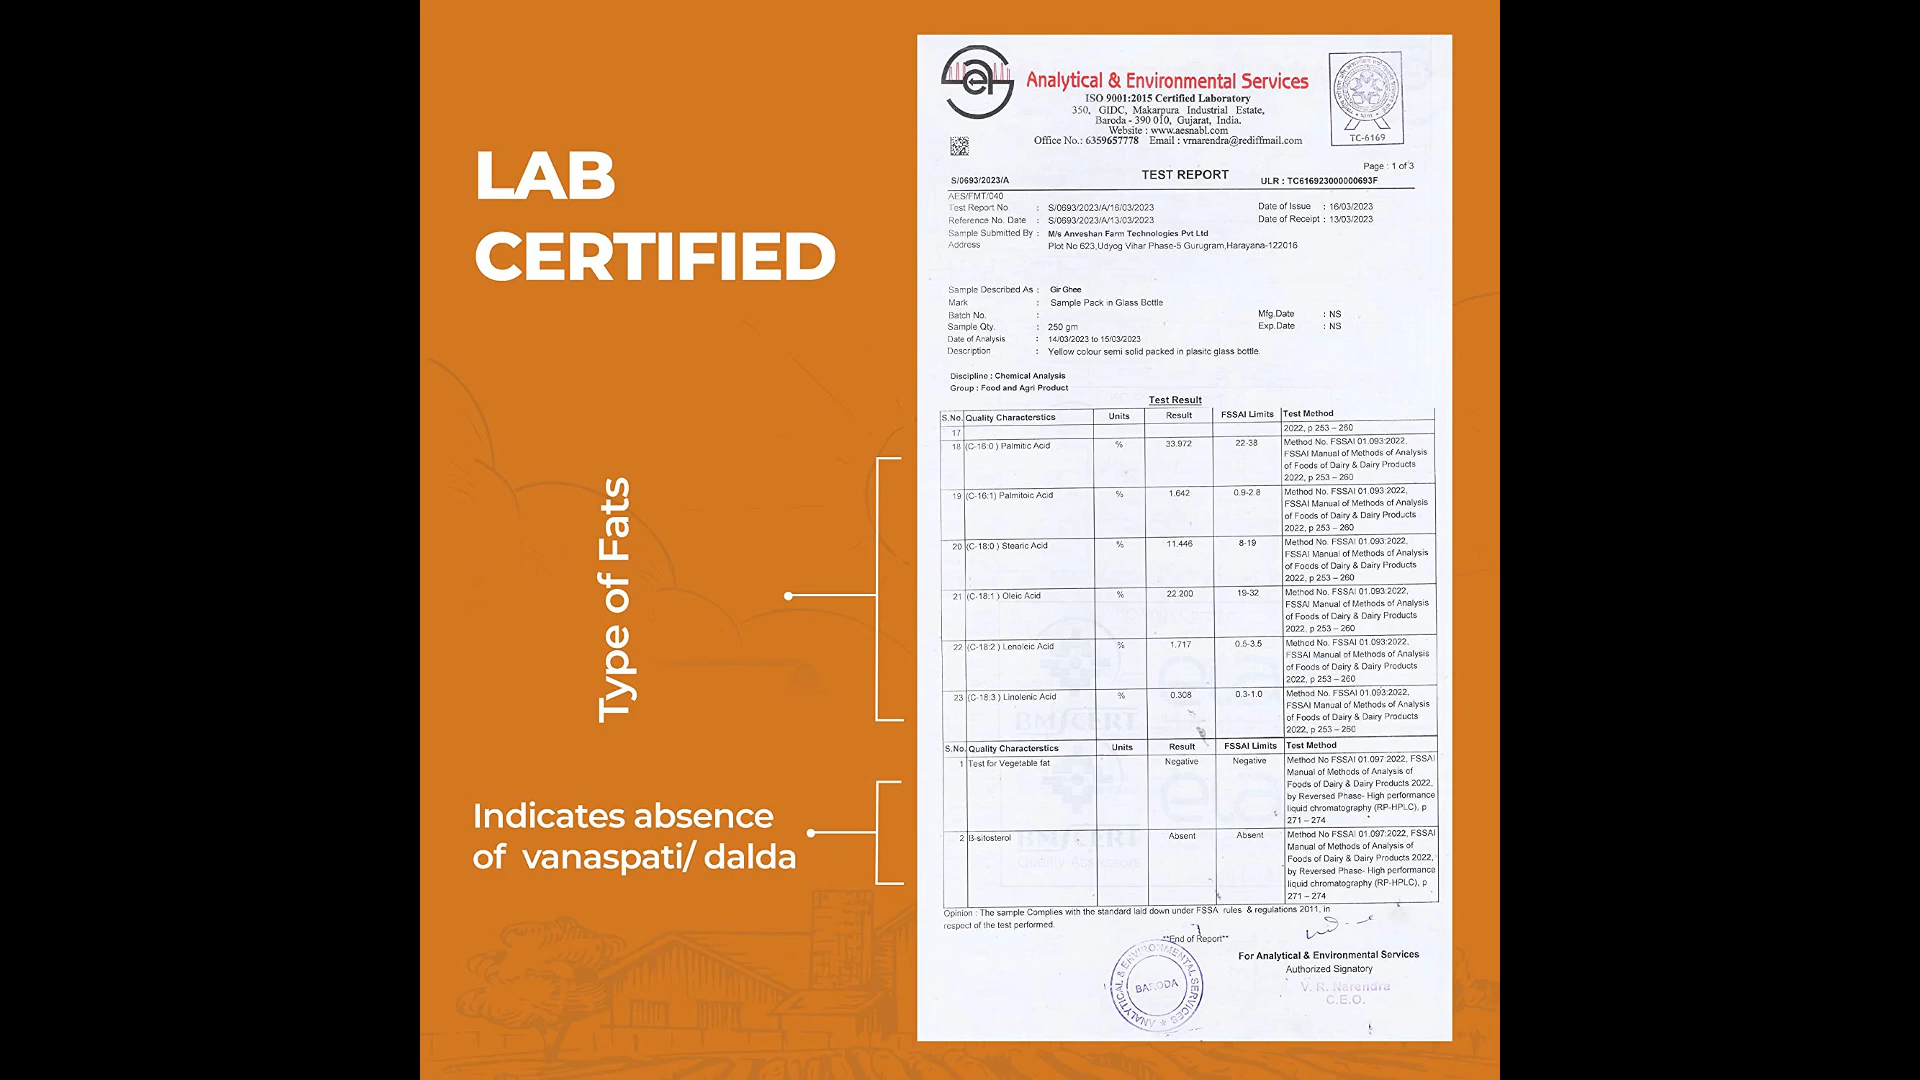 LAB
CERTIFIED
Type of Fats
Indicates absence
of vanaspati/ dalda
Analytical & Environmental Services
ISO 9001:2015 Certified Laboratory
350, GIDC, Makarpura Industrial Estate,
Baroda - 390 010, Gujarat, India.
Website : www.aesnabl.com
Office No.: 6359657778 Email : vrnarendra@rediffmail.com
TC-6169
Page : 1 of 3
TEST REPORT
S/0693/2023/A ULR : TC616923000000693F
AES/FMT/040
Test Report No : S/0693/2023/A/16/03/2023 Date of Issue : 16/03/2023
Reference No. Date : S/0693/2023/A/13/03/2023 Date of Receipt : 13/03/2023
Sample Submitted By : M/s Anveshan Farm Technologies Pvt Ltd
Address Plot No 623,Udyog Vihar Phase-5 Gurugram,Harayana-122016
Sample Described As : Gir Ghee
Mark : Sample Pack in Glass Bottle
Batch No. : Mfg.Date : NS
Sample Qty. : 250 gm Exp.Date : NS
Date of Analysis : 14/03/2023 to 15/03/2023
Description : Yellow colour semi solid packed in plasitc glass bottle.
Discipline : Chemical Analysis
Group : Food and Agri Product
Test Result
S.No. Quality Characterstics Units Result FSSAI Limits Test Method
17 2022, p 253 – 260
18 (C-16:0 ) Palmitic Acid % 33.972 22-38 Method No. FSSAI 01.093:2022,
FSSAI Manual of Methods of Analysis
of Foods of Dairy & Dairy Products
2022, p 253 – 260
19 (C-16:1) Palmitoic Acid % 1.642 0.9-2.8 Method No. FSSAI 01.093:2022,
FSSAI Manual of Methods of Analysis
of Foods of Dairy & Dairy Products
2022, p 253 – 260
20 (C-18:0 ) Stearic Acid % 11.446 8-19 Method No. FSSAI 01.093:2022,
FSSAI Manual of Methods of Analysis
of Foods of Dairy & Dairy Products
2022, p 253 – 260
21 (C-18:1 ) Oleic Acid % 22.200 19-32 Method No. FSSAI 01.093:2022,
FSSAI Manual of Methods of Analysis
of Foods of Dairy & Dairy Products
2022, p 253 – 260
22 (C-18:2 ) Lenoleic Acid % 1.717 0.5-3.5 Method No. FSSAI 01.093:2022,
FSSAI Manual of Methods of Analysis
of Foods of Dairy & Dairy Products
2022, p 253 – 260
23 (C-18:3 ) Linolenic Acid % 0.308 0.3-1.0 Method No. FSSAI 01.093:2022,
FSSAI Manual of Methods of Analysis
of Foods of Dairy & Dairy Products
2022, p 253 – 260
S.No. Quality Characterstics Units Result FSSAI Limits Test Method
1 Test for Vegetable fat Negative Negative Method No FSSAI 01.097:2022, FSSAI
Manual of Methods of Analysis of
Foods of Dairy & Dairy Products 2022,
by Reversed Phase- High performance
liquid chromatography (RP-HPLC), p
271 – 274
2 B-sitosterol Absent Absent Method No FSSAI 01.097:2022, FSSAI
Manual of Methods of Analysis of
Foods of Dairy & Dairy Products 2022,
by Reversed Phase- High performance
liquid chromatography (RP-HPLC), p
271 – 274
Opinion : The sample Complies with the standard laid down under FSSA rules & regulations 2011, in
respect of the test performed.
**End of Report**
For Analytical & Environmental Services
Authorized Signatory
V. R. Narendra
C.E.O.
ANALYTICAL & ENVIRONMENTAL SERVICES
BARODA